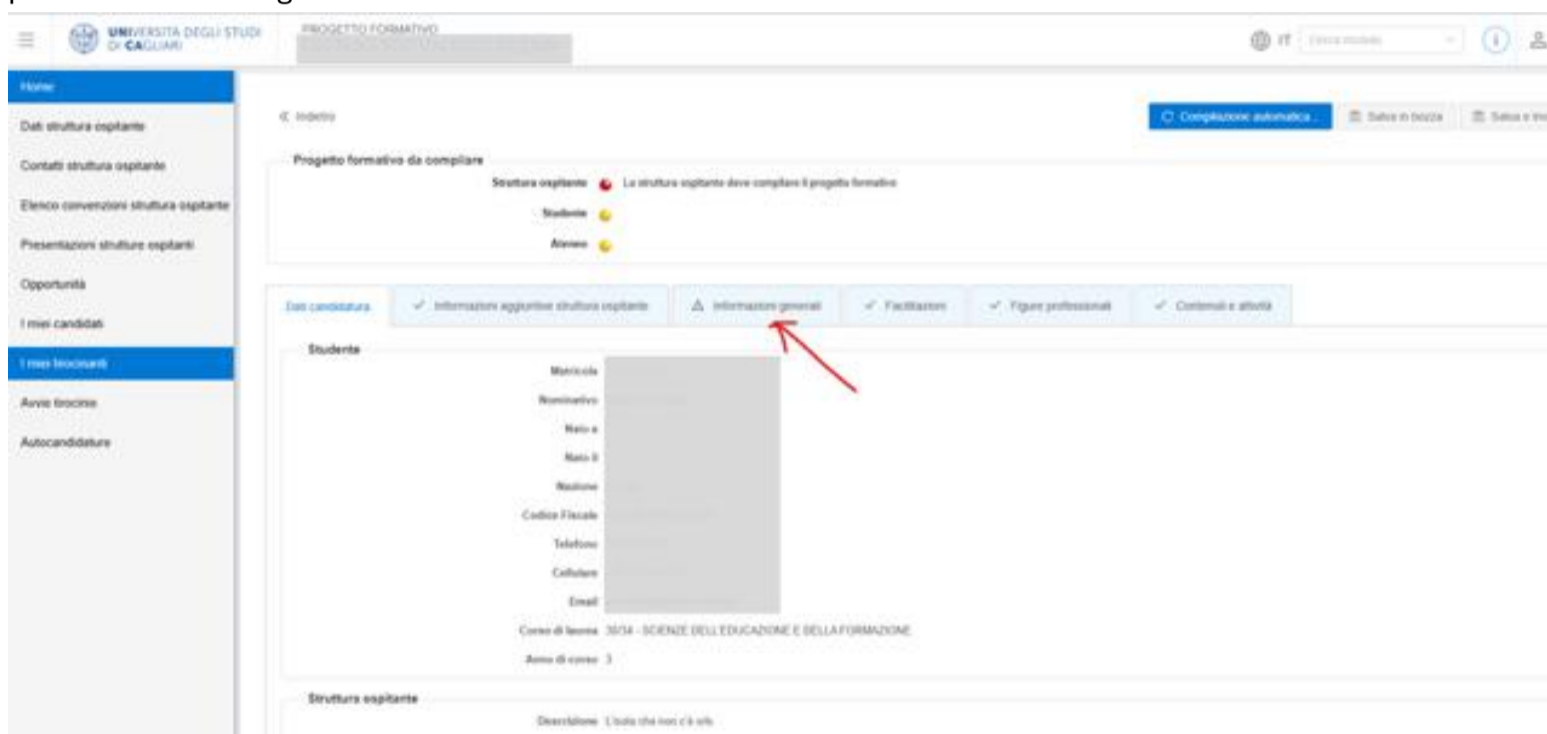 UNIVERSITÀ DEGLI STUDI
DI CAGLIARI
PROGETTO FORMATIVO
IT
Cerca modulo
Home
Dati struttura ospitante
Contatti struttura ospitante
Elenco convenzioni struttura ospitante
Presentazioni strutture ospitanti
Opportunità
I miei candidati
I miei tirocinanti
Avvio tirocinio
Autocandidature
Indietro
Compilazione automatica...
Salva in bozza
Salva e
Progetto formativo da compilare
Struttura ospitante La struttura ospitante deve compilare il progetto formativo
Studente
Ateneo
Dati candidatura
Informazioni aggiuntive struttura ospitante
Informazioni generali
Facilitazioni
Figure professionali
Contenuti e attività
Studente
Matricola
Nominativo
Nato a
Nato il
Nazione
Codice Fiscale
Telefono
Cellulare
Email
Corso di laurea 30/34 - SCIENZE DELL'EDUCAZIONE E DELLA FORMAZIONE
Anno di corso 3
Struttura ospitante
Descrizione L'isola che non c'è